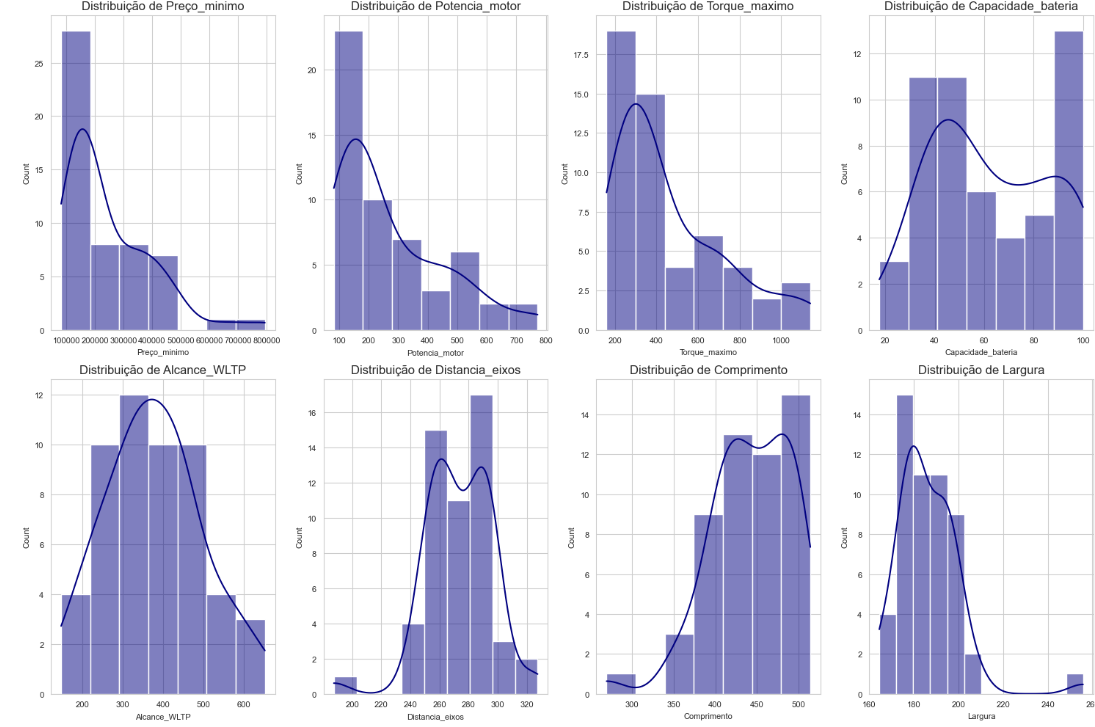 Distribuição de Preço_minimo
Distribuição de Potencia_motor
Distribuição de Torque_maximo
Distribuição de Capacidade_bateria
Count
25
20
15
10
5
0
100000 200000 300000 400000 500000 600000 700000 800000
Preço_minimo
Count
20
15
10
5
0
100 200 300 400 500 600 700 800
Potencia_motor
Count
17.5
15.0
12.5
10.0
7.5
5.0
2.5
0.0
200 400 600 800 1000
Torque_maximo
Count
12
10
8
6
4
2
0
20 40 60 80 100
Capacidade_bateria
Distribuição de Alcance_WLTP
Distribuição de Distancia_eixos
Distribuição de Comprimento
Distribuição de Largura
Count
12
10
8
6
4
2
0
200 300 400 500 600
Alcance_WLTP
Count
16
14
12
10
8
6
4
2
0
200 220 240 260 280 300 320
Distancia_eixos
Count
14
12
10
8
6
4
2
0
300 350 400 450 500
Comprimento
Count
14
12
10
8
6
4
2
0
160 180 200 220 240
Largura